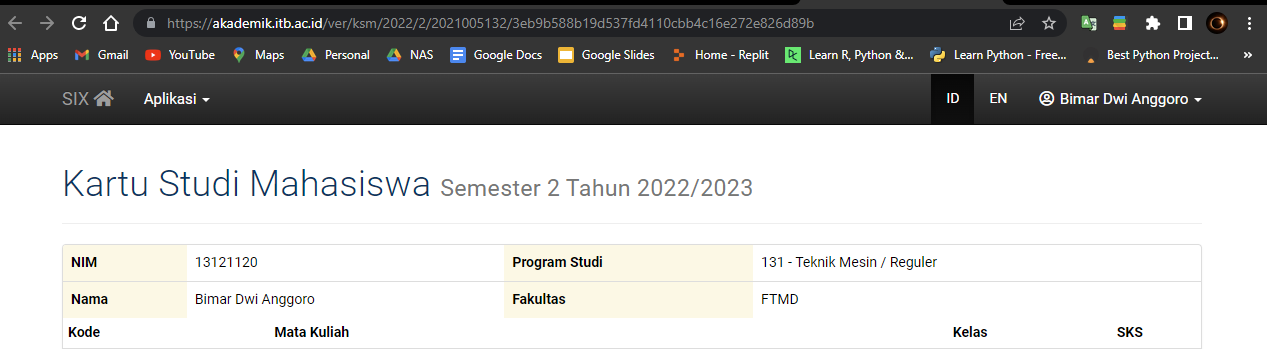 https://akademik.itb.ac.id/ver/ksm/2022/2/2021005132/3eb9b588b19d537fd4110cbb4c16e272e826d89b
Apps Gmail YouTube Maps Personal NAS Google Docs Google Slides Home - Replit Learn R, Python &... Learn Python - Free... Best Python Project... »
SIX Aplikasi ID EN Bimar Dwi Anggoro
Kartu Studi Mahasiswa Semester 2 Tahun 2022/2023
NIM 13121120 Program Studi 131 - Teknik Mesin / Reguler
Nama Bimar Dwi Anggoro Fakultas FTMD
Kode Mata Kuliah Kelas SKS